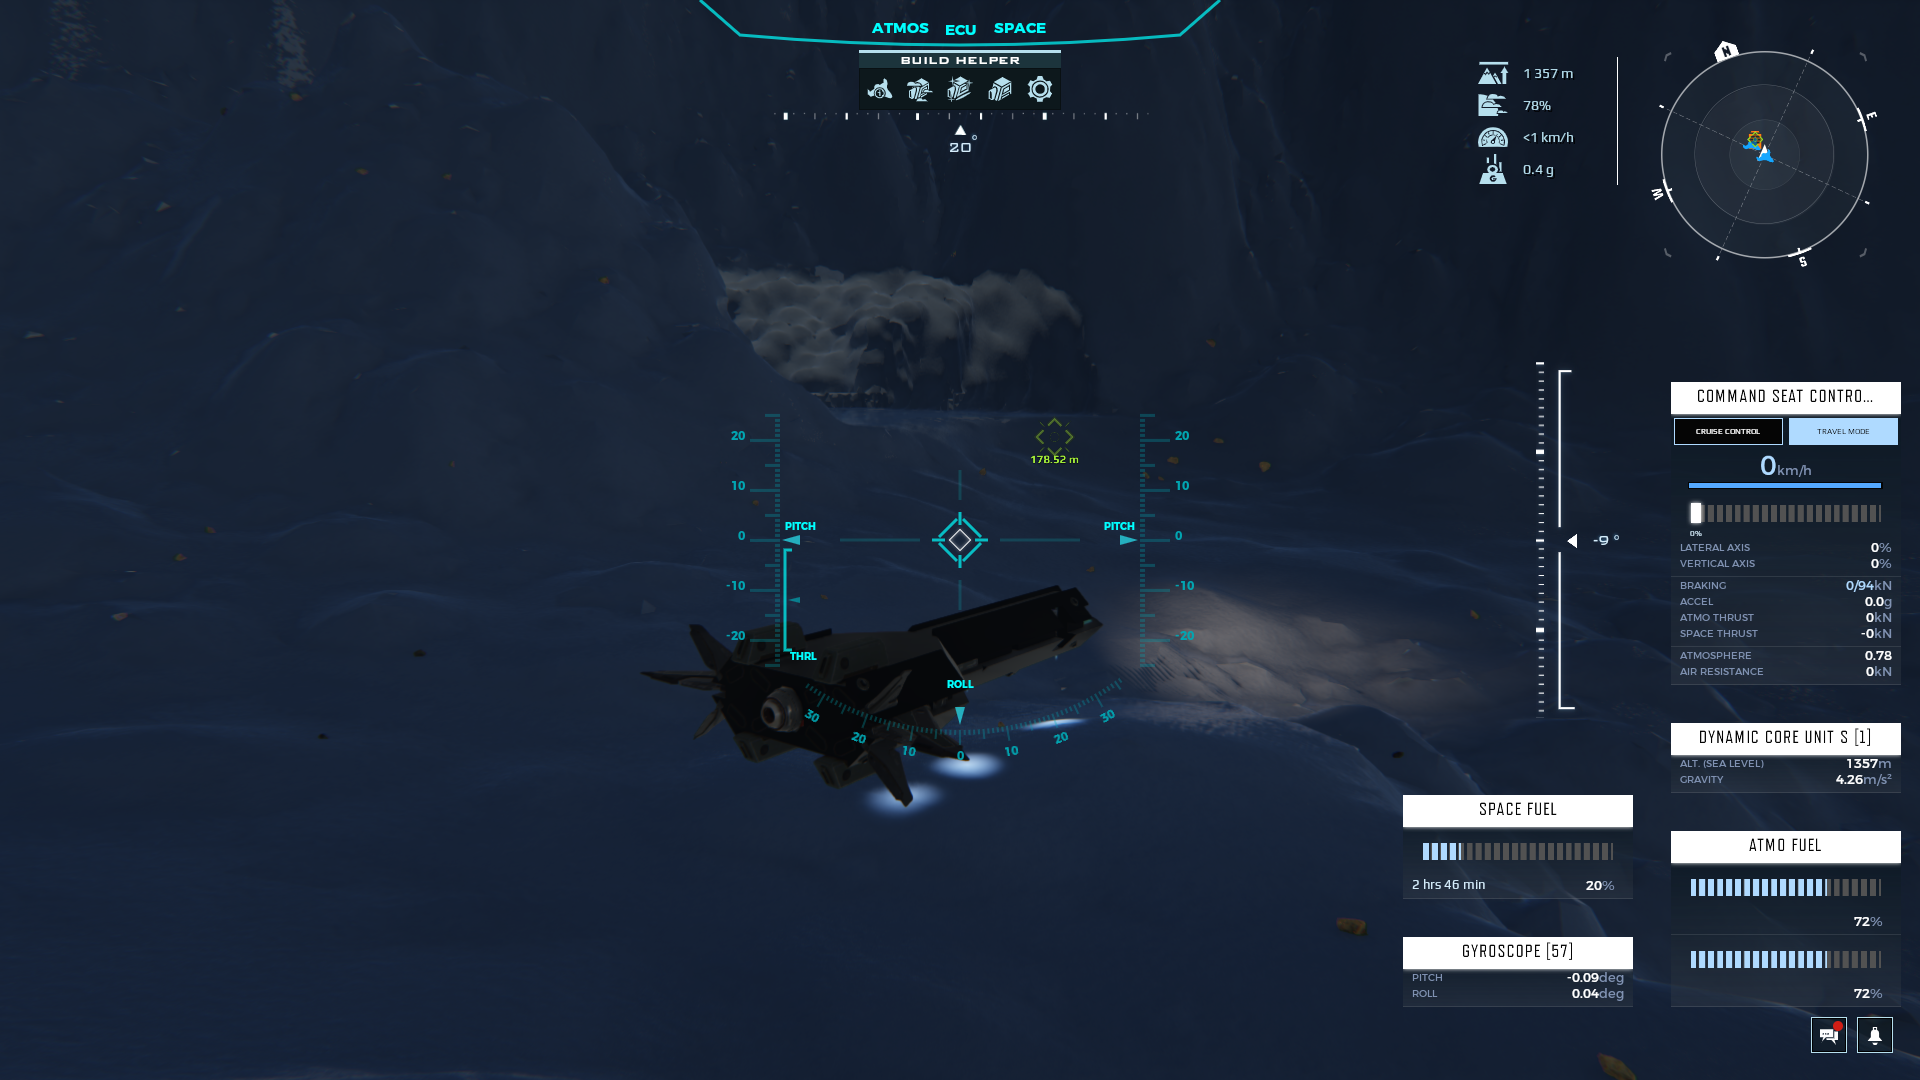 ATMOS ECU SPACE
BUILD HELPER
20°
1 357 m
78%
<1 km/h
0.4 g
G
N
E
S
W
178.52 m
20
10
0
-10
-20
20
10
0
-10
-20
PITCH
PITCH
THRL
ROLL
30
20
10
0
10
20
30
-9 °
COMMAND SEAT CONTRO...
CRUISE CONTROL
TRAVEL MODE
0km/h
0%
LATERAL AXIS 0%
VERTICAL AXIS 0%
BRAKING 0/94kN
ACCEL 0.0g
ATMO THRUST 0kN
SPACE THRUST -0kN
ATMOSPHERE 0.78
AIR RESISTANCE 0kN
DYNAMIC CORE UNIT S [1]
ALT. (SEA LEVEL) 1357m
GRAVITY 4.26m/s²
SPACE FUEL
2 hrs 46 min 20%
ATMO FUEL
72%
72%
GYROSCOPE [57]
PITCH -0.09deg
ROLL 0.04deg